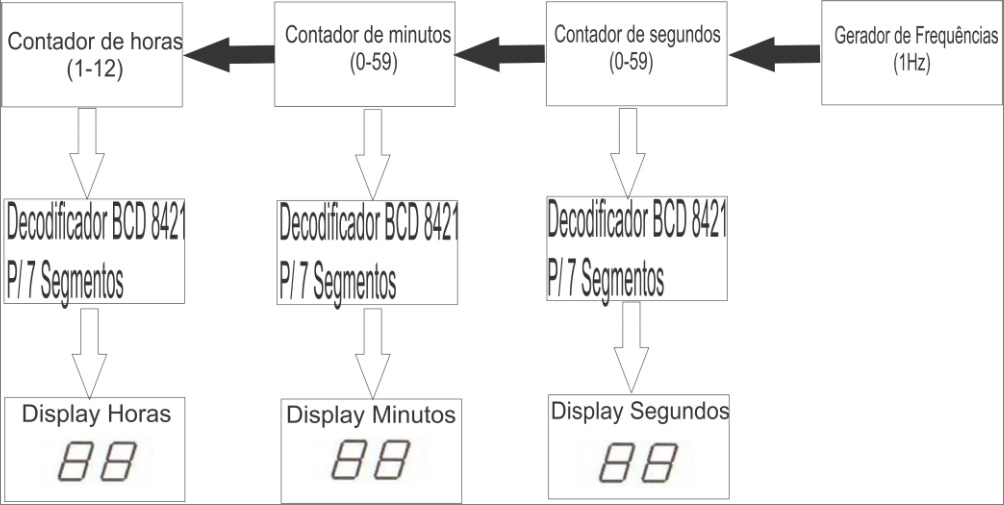 Contador de horas
(1-12)
Contador de minutos
(0-59)
Contador de segundos
(0-59)
Gerador de Frequências
(1Hz)
Decodificador BCD 8421
P/ 7 Segmentos
Decodificador BCD 8421
P/ 7 Segmentos
Decodificador BCD 8421
P/ 7 Segmentos
Display Horas
88
Display Minutos
88
Display Segundos
88